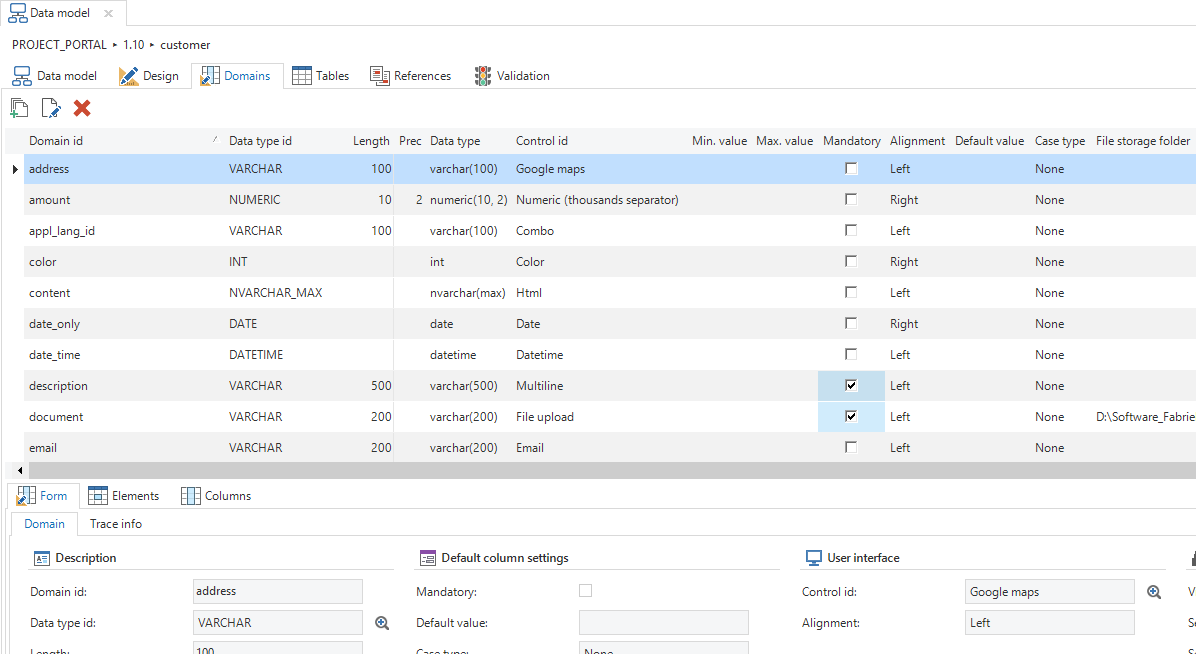 Data model
PROJECT_PORTAL ▸ 1.10 ▸ customer
Data model Design Domains Tables References Validation
Domain id Data type id Length Prec Data type Control id Min. value Max. value Mandatory Alignment Default value Case type File storage folder
address VARCHAR 100 varchar(100) Google maps Left None
amount NUMERIC 10 2 numeric(10, 2) Numeric (thousands separator) Right None
appl_lang_id VARCHAR 100 varchar(100) Combo Left None
color INT int Color Right None
content NVARCHAR_MAX nvarchar(max) Html Left None
date_only DATE date Date Right None
date_time DATETIME datetime Datetime Left None
description VARCHAR 500 varchar(500) Multiline Left None
document VARCHAR 200 varchar(200) File upload Left None D:\Software_Fabrie
email VARCHAR 200 varchar(200) Email Left None
Form Elements Columns
Domain Trace info
Description Default column settings User interface
Domain id: address Mandatory: Control id: Google maps V
Data type id: VARCHAR Default value: Alignment: Left Se
Length: 100 Case type: None